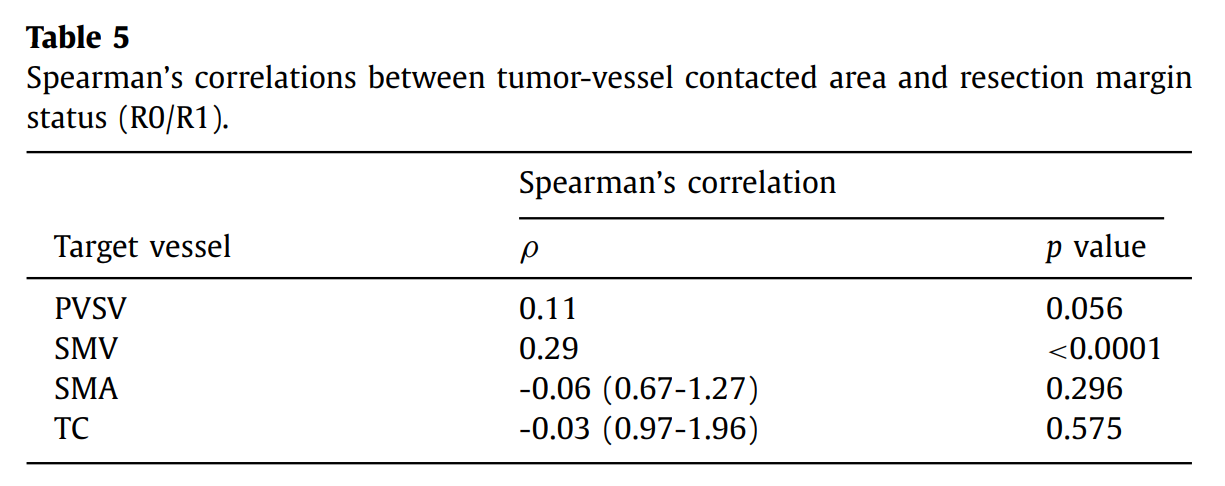 Table 5
Spearman's correlations between tumor-vessel contacted area and resection margin
status (R0/R1).
Spearman's correlation
Target vessel ρ p value
PVSV 0.11 0.056
SMV 0.29 <0.0001
SMA -0.06 (0.67-1.27) 0.296
TC -0.03 (0.97-1.96) 0.575